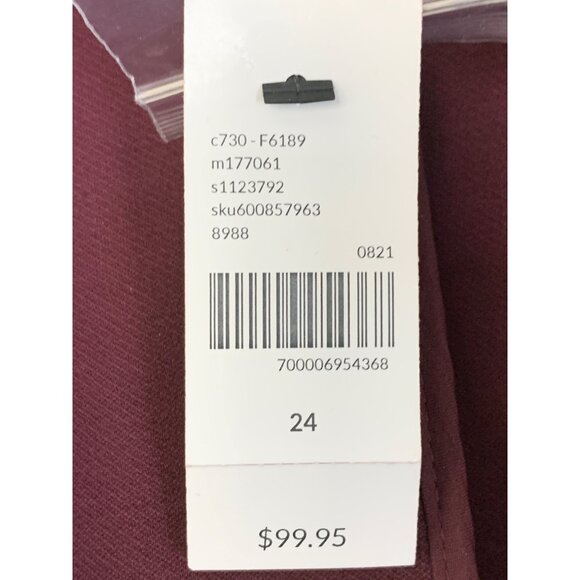 c730 - F6189
m177061
s1123792
sku600857963
8988
0821
700006954368
24
$99.95